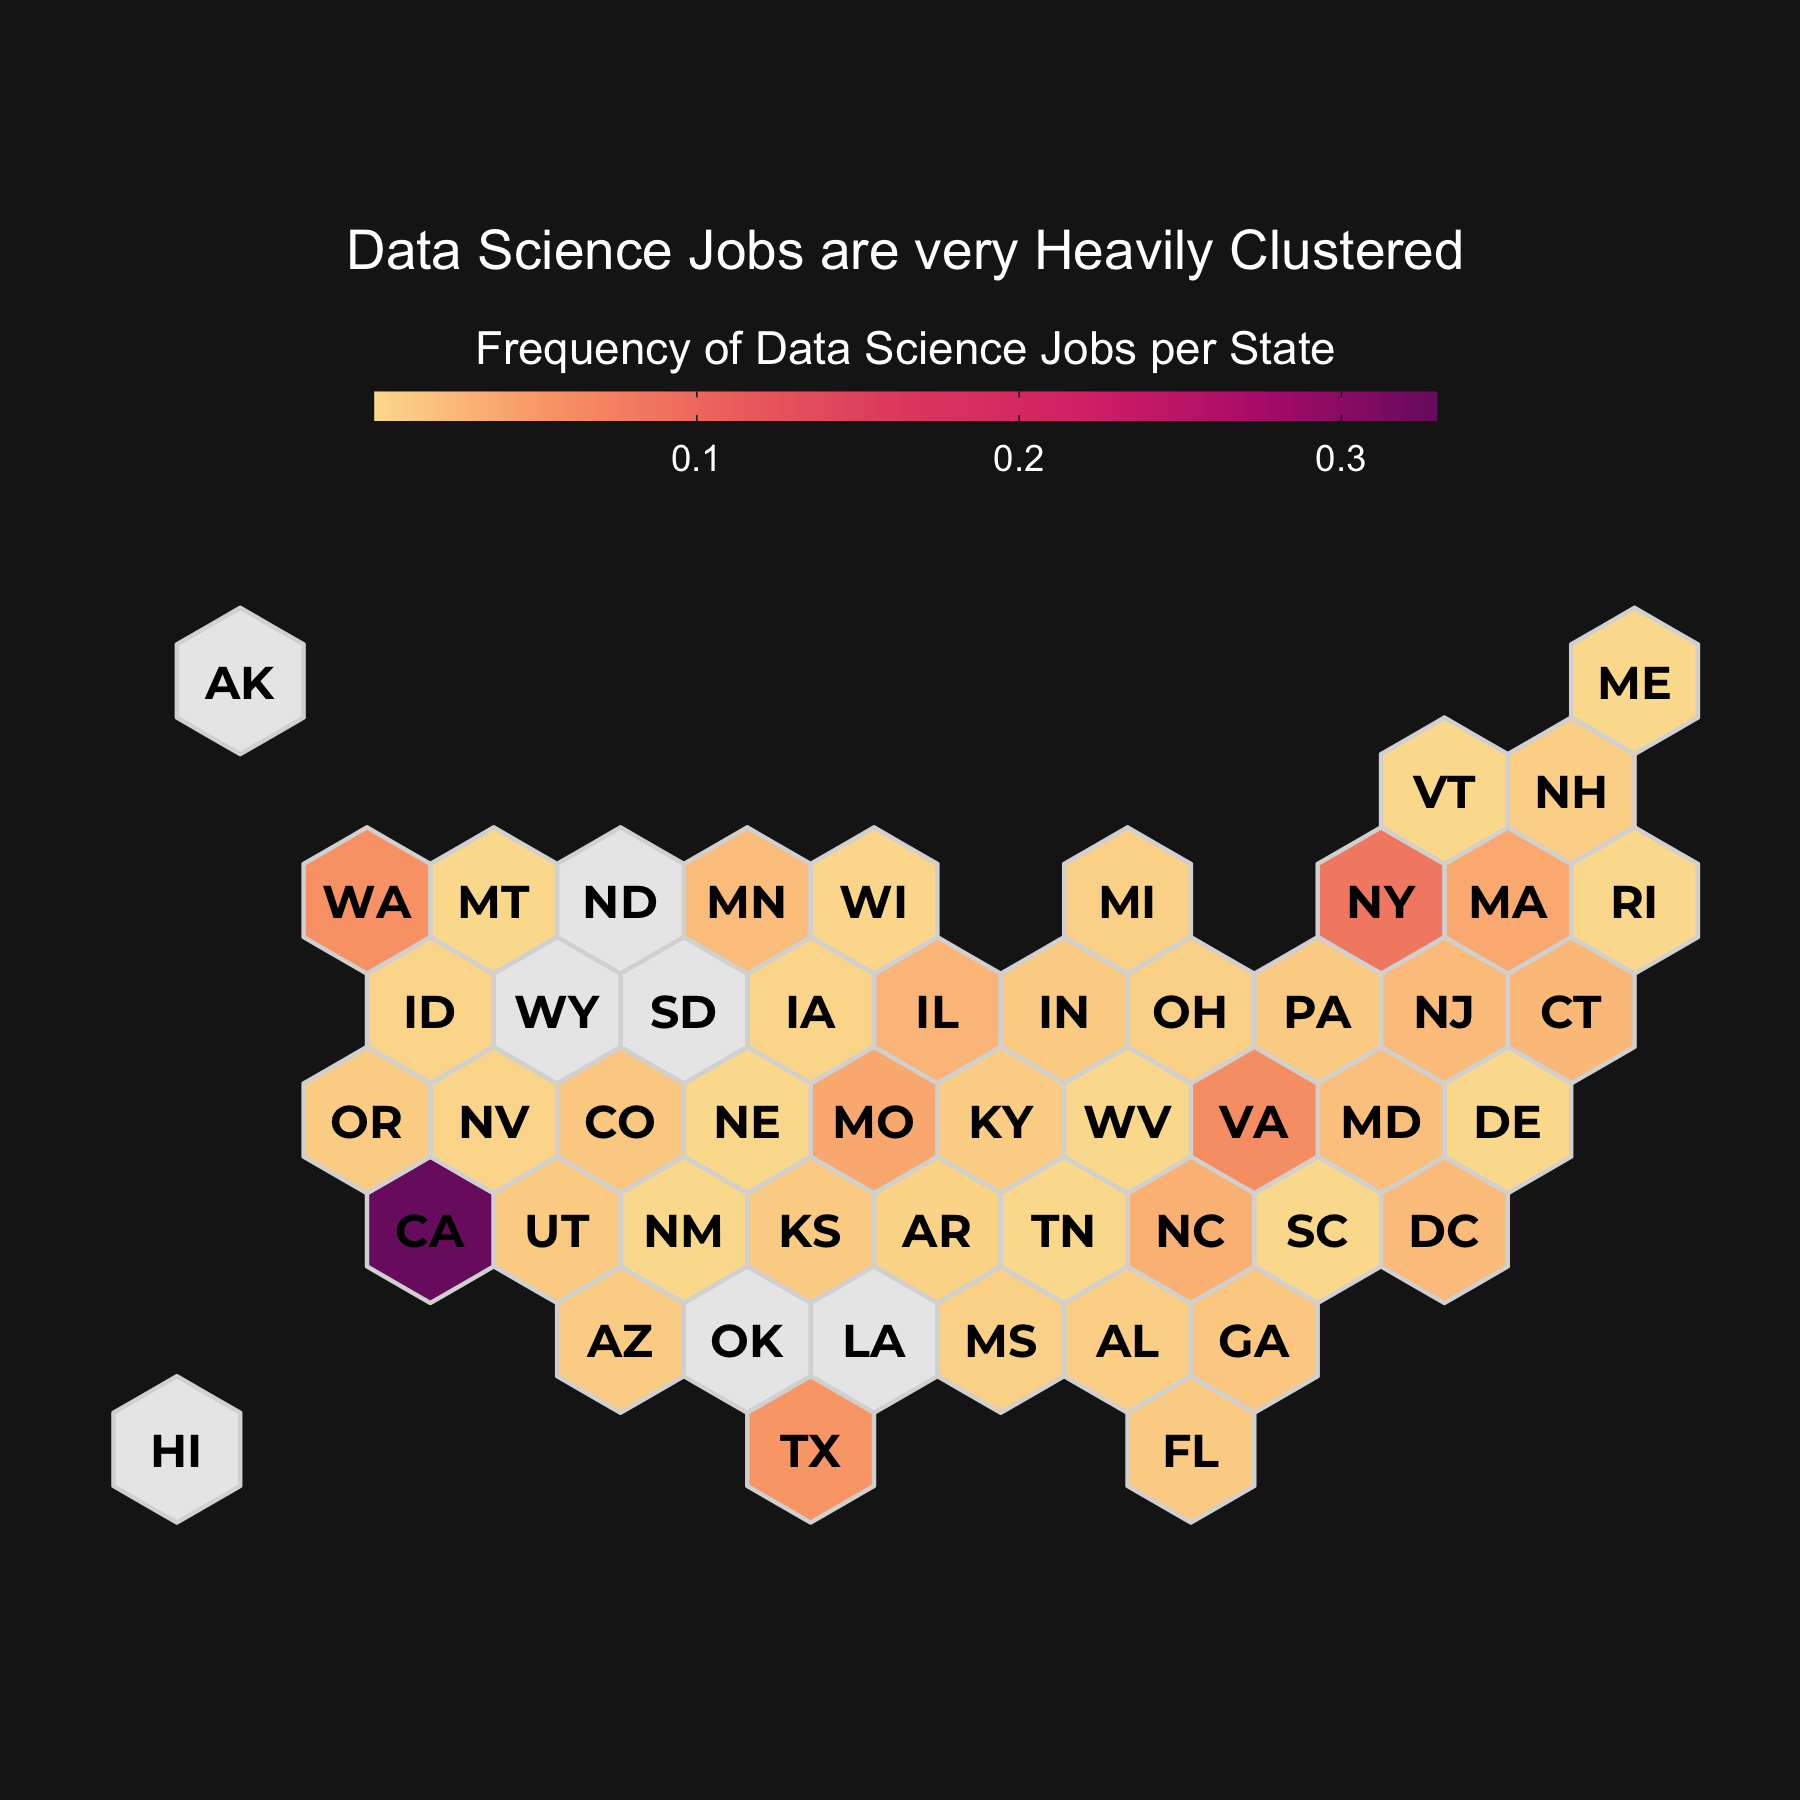 Data Science Jobs are very Heavily Clustered
Frequency of Data Science Jobs per State
0.1 0.2 0.3
AK ME
VT NH
WA MT ND MN WI MI NY MA RI
ID WY SD IA IL IN OH PA NJ CT
OR NV CO NE MO KY WV VA MD DE
CA UT NM KS AR TN NC SC DC
AZ OK LA MS AL GA
HI TX FL